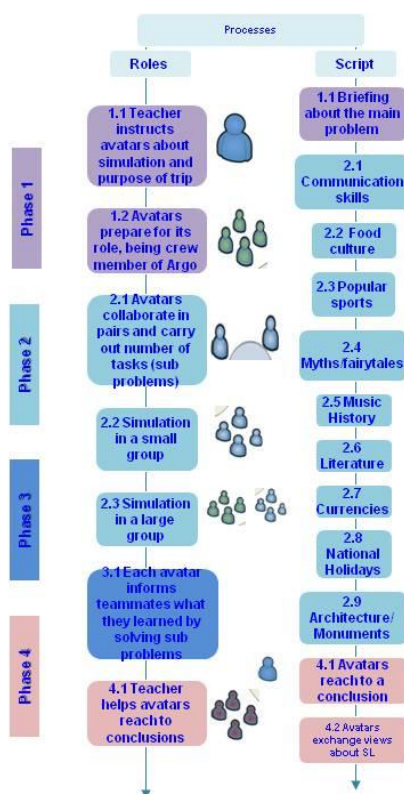 Processes
Roles
Script
Phase 1
Phase 2
Phase 3
Phase 4
1.1 Teacher
instructs
avatars about
simulation and
purpose of trip
1.2 Avatars
prepare for its
role, being crew
member of Argo
2.1 Avatars
collaborate in
pairs and carry
out number of
tasks (sub
problems)
2.2 Simulation
in a small
group
2.3 Simulation
in a large
group
3.1 Each avatar
informs
teammates what
they learned by
solving sub
problems
4.1 Teacher
helps avatars
reach to
conclusions
1.1 Briefing
about the main
problem
2.1
Communication
skills
2.2 Food
culture
2.3 Popular
sports
2.4
Myths/fairytales
2.5 Music
History
2.6
Literature
2.7
Currencies
2.8
National
Holidays
2.9
Architecture/
Monuments
4.1 Avatars
reach to a
conclusion
4.2 Avatars
exchange views
about SL